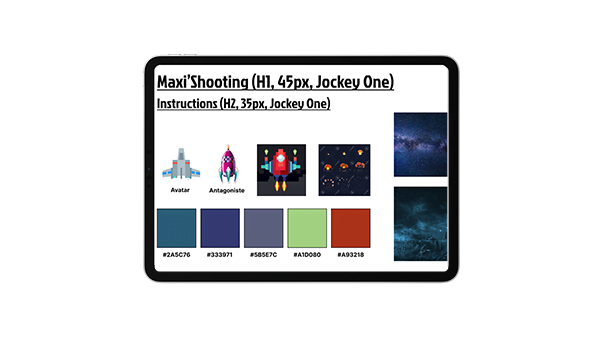 Maxi'Shooting (H1, 45px, Jockey One)
Instructions (H2, 35px, Jockey One)
Avatar
Antagoniste
#2A5C76
#333971
#5B5E7C
#A1D080
#A93218